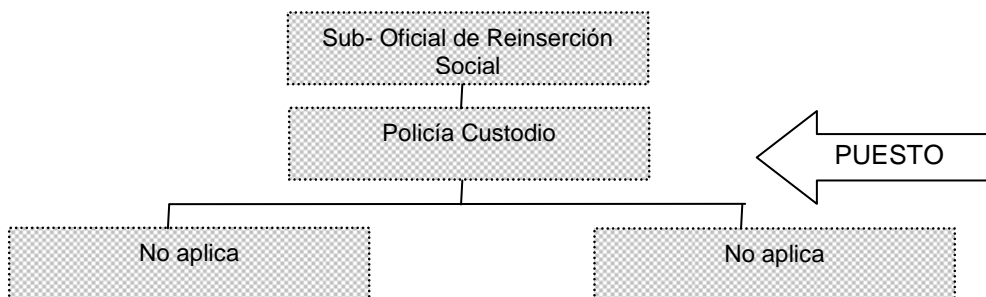 Sub- Oficial de Reinserción
Social
Policía Custodio
PUESTO
No aplica
No aplica